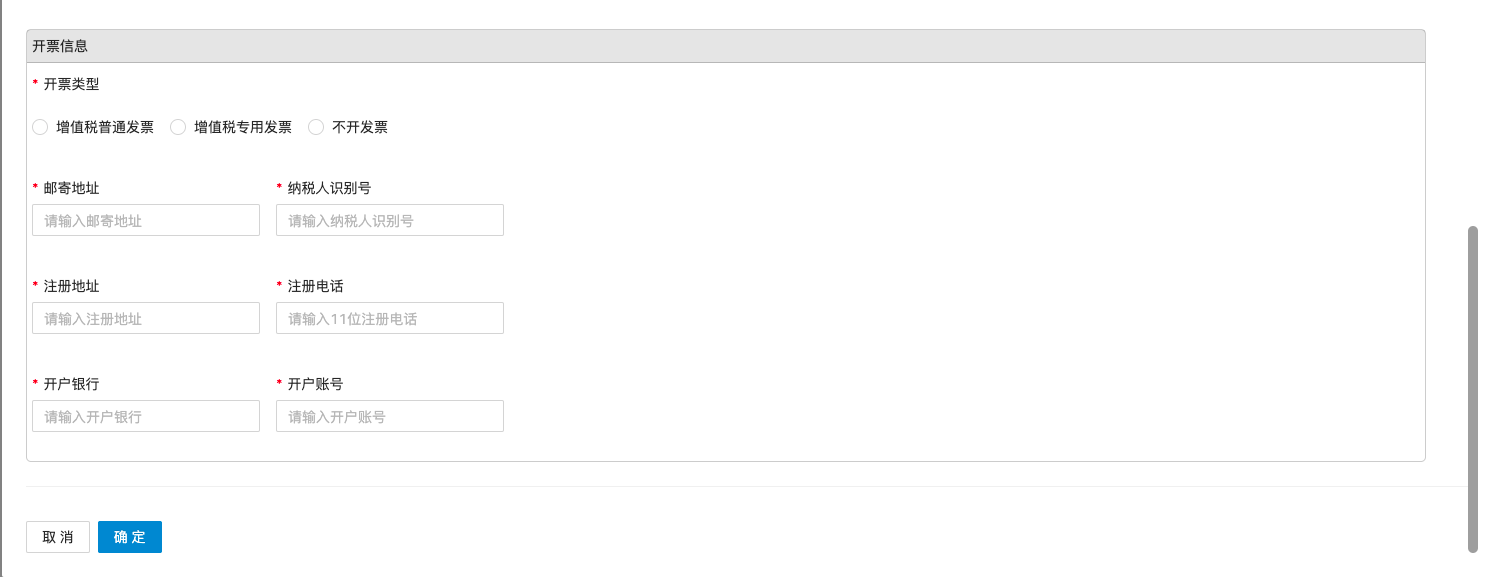 开票信息
* 开票类型
增值税普通发票 增值税专用发票 不开发票
* 邮寄地址 * 纳税人识别号
请输入邮寄地址 请输入纳税人识别号
* 注册地址 * 注册电话
请输入注册地址 请输入11位注册电话
* 开户银行 * 开户账号
请输入开户银行 请输入开户账号
取 消 确 定